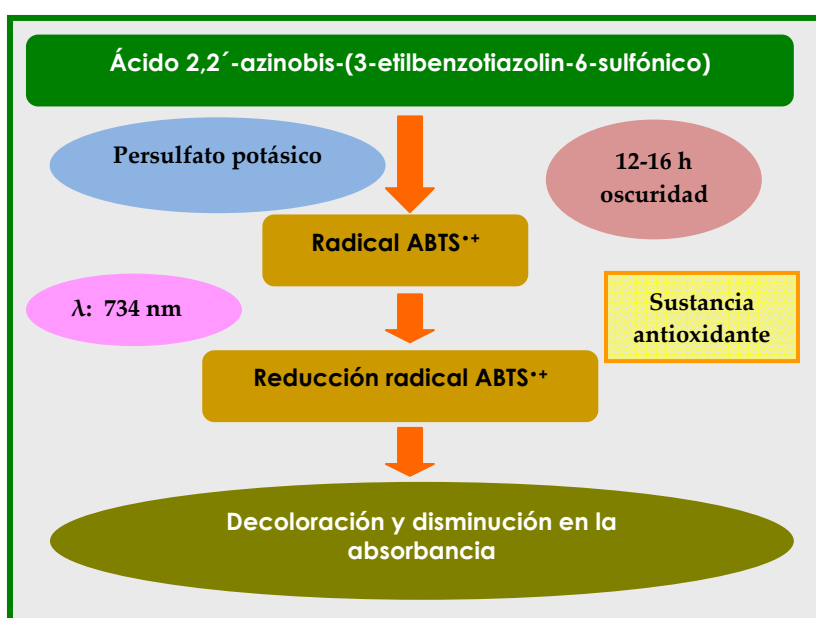 Ácido 2,2´-azinobis-(3-etilbenzotiazolin-6-sulfónico)
Persulfato potásico
12-16 h
oscuridad
Radical ABTS•+
λ: 734 nm
Sustancia
antioxidante
Reducción radical ABTS•+
Decoloración y disminución en la
absorbancia